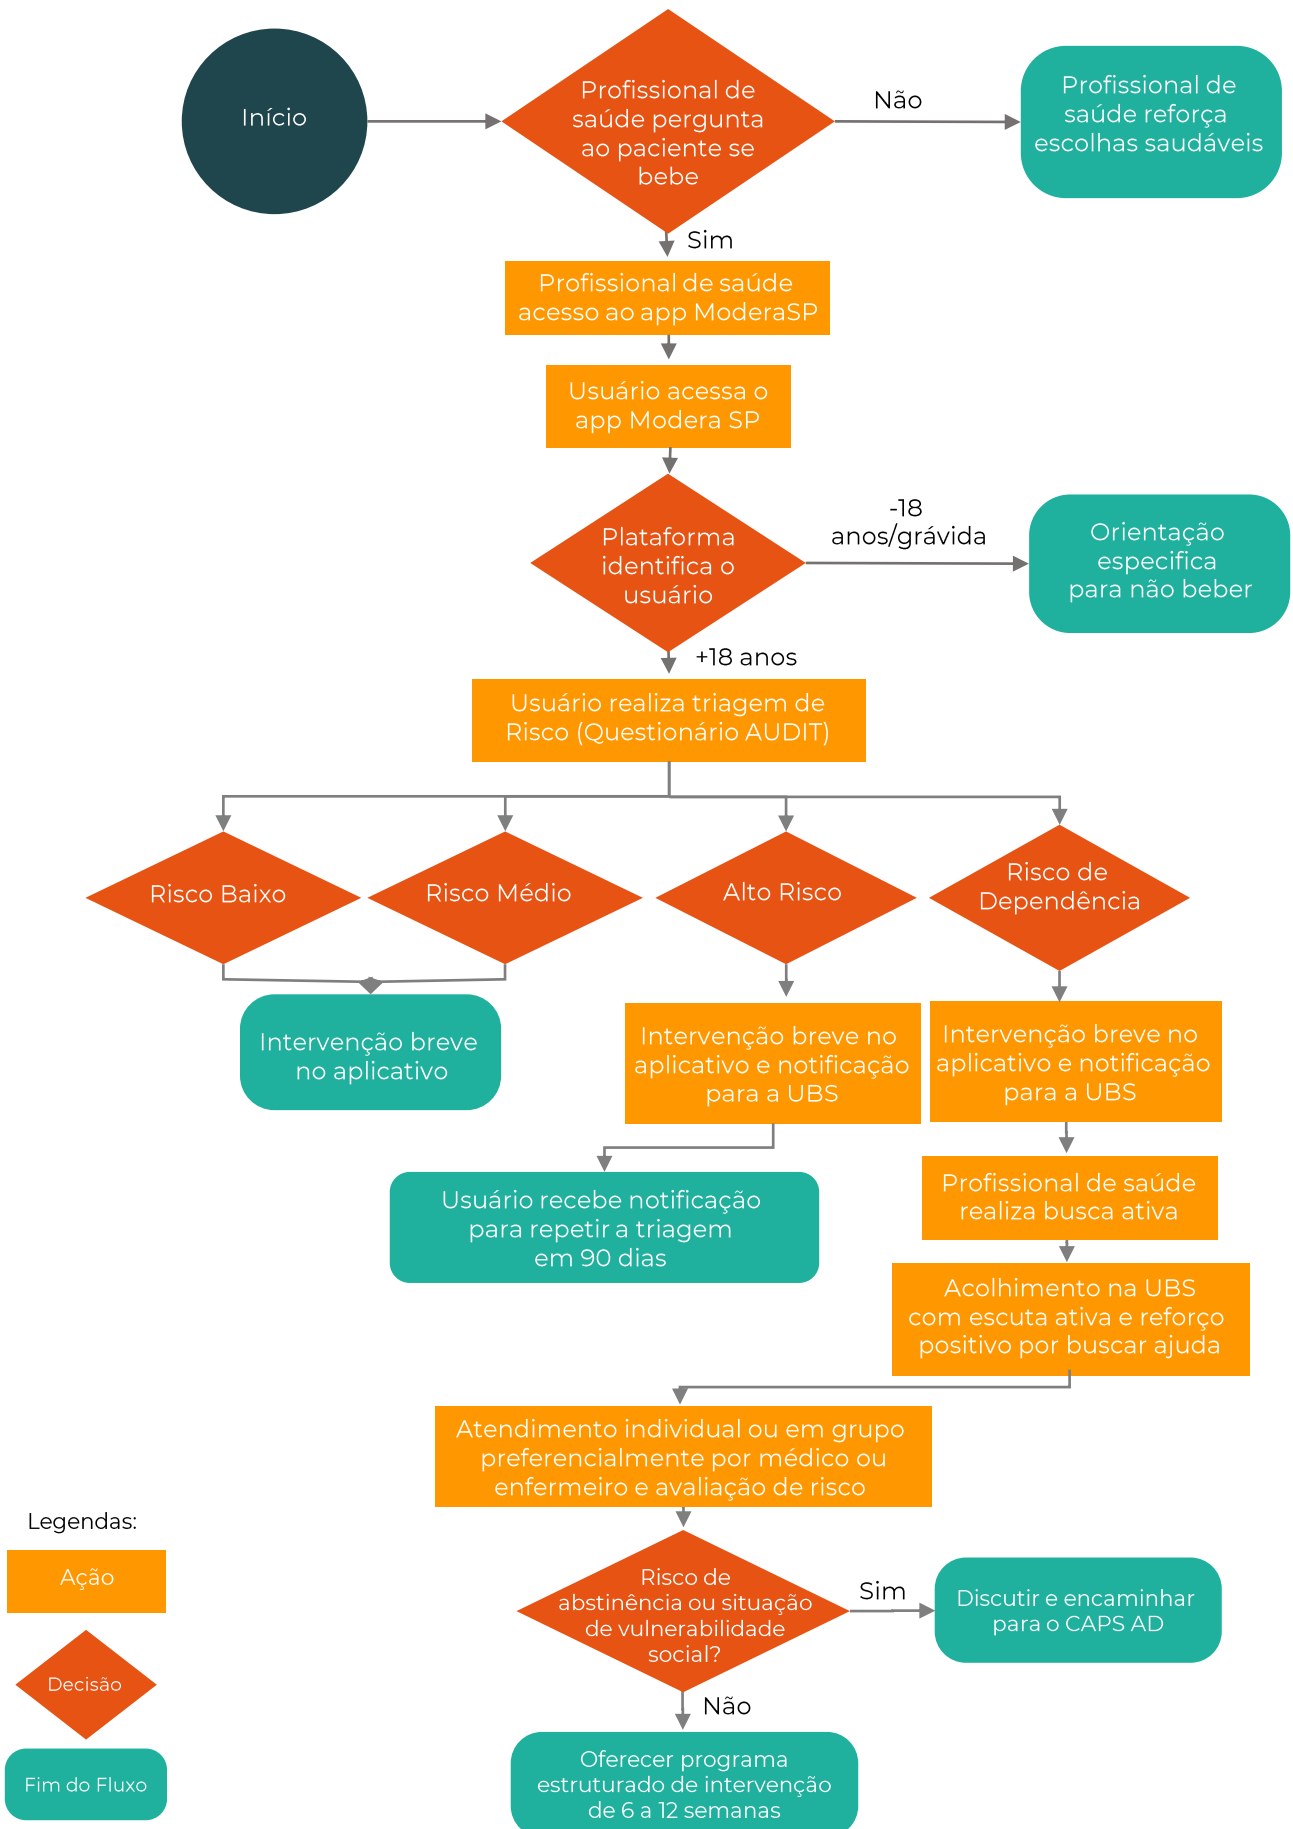 Início
Profissional de
saúde pergunta
ao paciente se
bebe
Não
Profissional de
saúde reforça
escolhas saudáveis
Sim
Profissional de saúde
acesso ao app ModeraSP
Usuário acessa o
app Modera SP
Plataforma
identifica o
usuário
-18
anos/grávida
Orientação
especifica
para não beber
+18 anos
Usuário realiza triagem de
Risco (Questionário AUDIT)
Risco Baixo
Risco Médio
Alto Risco
Risco de
Dependência
Intervenção breve
no aplicativo
Intervenção breve no
aplicativo e notificação
para a UBS
Intervenção breve no
aplicativo e notificação
para a UBS
Usuário recebe notificação
para repetir a triagem
em 90 dias
Profissional de saúde
realiza busca ativa
Acolhimento na UBS
com escuta ativa e reforço
positivo por buscar ajuda
Atendimento individual ou em grupo
preferencialmente por médico ou
enfermeiro e avaliação de risco
Risco de
abstinência ou situação
de vulnerabilidade
social?
Sim
Discutir e encaminhar
para o CAPS AD
Não
Oferecer programa
estruturado de intervenção
de 6 a 12 semanas
Legendas:
Ação
Decisão
Fim do Fluxo